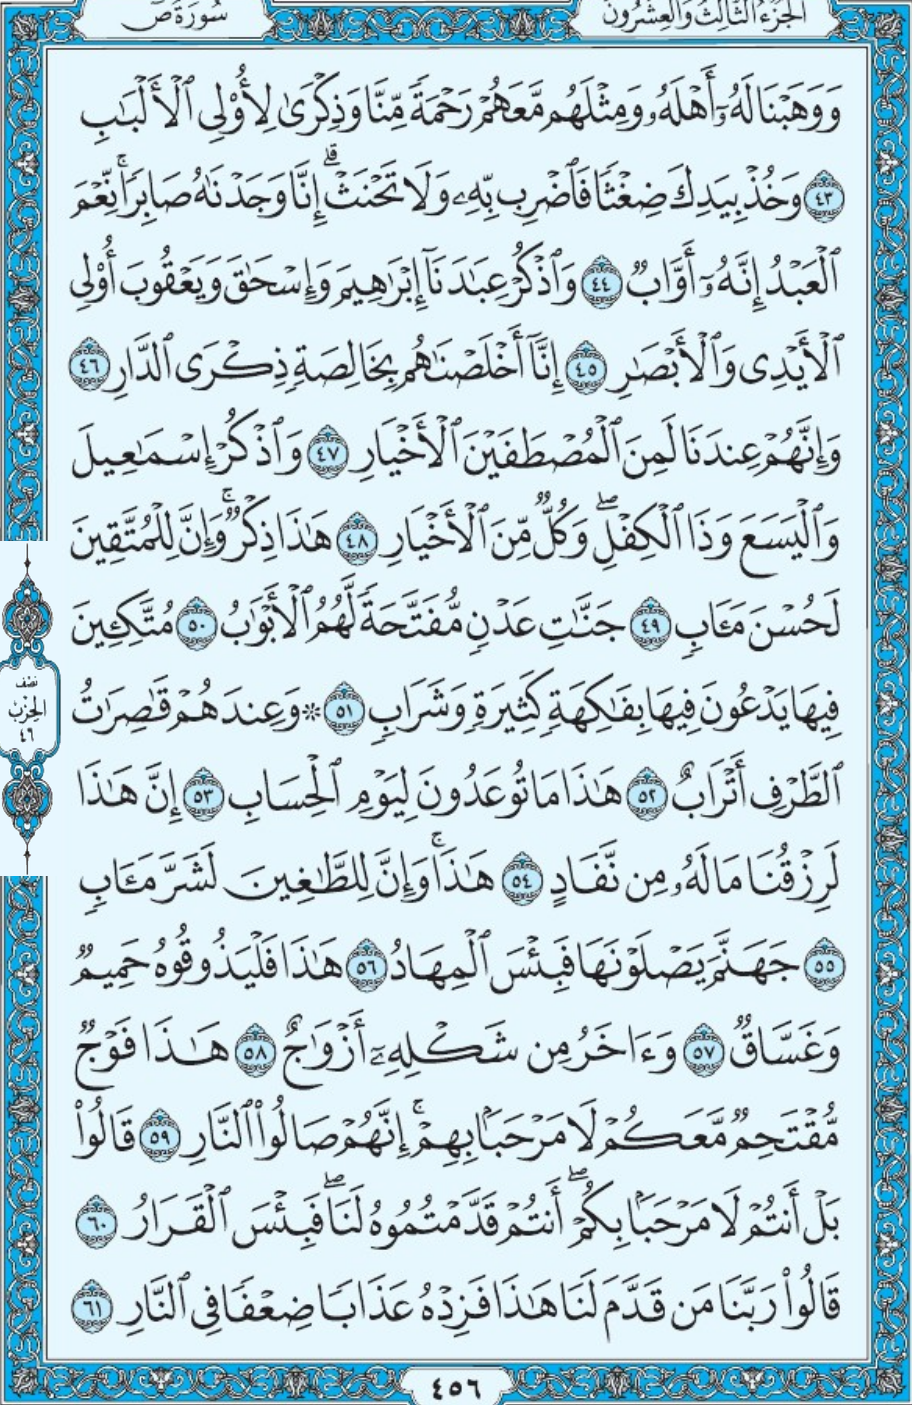 سُورَةُ صٓ
الجُزْءُ الثَّالِثُ وَالعِشْرُونَ
وَوَهَبْنَا لَهُۥٓ أَهْلَهُۥ وَمِثْلَهُم مَّعَهُمْ رَحْمَةً مِّنَّا وَذِكْرَىٰ لِأُو۟لِى ٱلْأَلْبَٰبِ
٤٣ وَخُذْ بِيَدِكَ ضِغْثًا فَٱضْرِب بِّهِۦ وَلَا تَحْنَثْ ۗ إِنَّا وَجَدْنَٰهُ صَابِرًا ۚ نِّعْمَ
ٱلْعَبْدُ إِنَّهُۥٓ أَوَّابٌ ٤٤ وَٱذْكُرْ عِبَٰدَنَآ إِبْرَٰهِيمَ وَإِسْحَٰقَ وَيَعْقُوبَ أُو۟لِى
ٱلْأَيْدِى وَٱلْأَبْصَٰرِ ٤٥ إِنَّآ أَخْلَصْنَٰهُم بِخَالِصَةٍ ذِكْرَى ٱلدَّارِ ٤٦
وَإِنَّهُمْ عِندَنَا لَمِنَ ٱلْمُصْطَفَيْنَ ٱلْأَخْيَارِ ٤٧ وَٱذْكُرْ إِسْمَٰعِيلَ
وَٱلْيَسَعَ وَذَا ٱلْكِفْلِ ۖ وَكُلٌّ مِّنَ ٱلْأَخْيَارِ ٤٨ هَٰذَا ذِكْرٌ ۚ وَإِنَّ لِلْمُتَّقِينَ
لَحُسْنَ مَـَٔابٍ ٤٩ جَنَّٰتِ عَدْنٍ مُّفَتَّحَةً لَّهُمُ ٱلْأَبْوَٰبُ ٥٠ مُتَّكِـِٔينَ
فِيهَا يَدْعُونَ فِيهَا بِفَٰكِهَةٍ كَثِيرَةٍ وَشَرَابٍ ٥١ ۞ وَعِندَهُمْ قَٰصِرَٰتُ
ٱلطَّرْفِ أَتْرَابٌ ٥٢ هَٰذَا مَا تُوعَدُونَ لِيَوْمِ ٱلْحِسَابِ ٥٣ إِنَّ هَٰذَا
لَرِزْقُنَا مَا لَهُۥ مِن نَّفَادٍ ٥٤ هَٰذَا ۚ وَإِنَّ لِلطَّٰغِينَ لَشَرَّ مَـَٔابٍ
٥٥ جَهَنَّمَ يَصْلَوْنَهَا فَبِئْسَ ٱلْمِهَادُ ٥٦ هَٰذَا فَلْيَذُوقُوهُ حَمِيمٌ
وَغَسَّاقٌ ٥٧ وَءَاخَرُ مِن شَكْلِهِۦٓ أَزْوَٰجٌ ٥٨ هَٰذَا فَوْجٌ
مُّقْتَحِمٌ مَّعَكُمْ لَا مَرْحَبًۢا بِهِمْ ۚ إِنَّهُمْ صَالُوا۟ ٱلنَّارِ ٥٩ قَالُوا۟
بَلْ أَنتُمْ لَا مَرْحَبًۢا بِكُمْ ۖ أَنتُمْ قَدَّمْتُمُوهُ لَنَا ۖ فَبِئْسَ ٱلْقَرَارُ ٦٠
قَالُوا۟ رَبَّنَا مَن قَدَّمَ لَنَا هَٰذَا فَزِدْهُ عَذَابًا ضِعْفًا فِى ٱلنَّارِ ٦١
نصف
الحزب
٤٦
٤٥٦